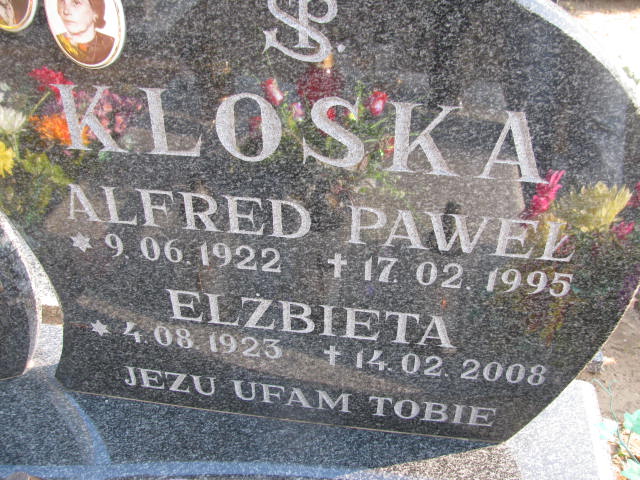 ŚP.
KLOSKA
ALFRED PAWEŁ
* 9.06.1922 ✝ 17.02.1995
ELŻBIETA
* 4.08.1923 ✝ 14.02.2008
JEZU UFAM TOBIE